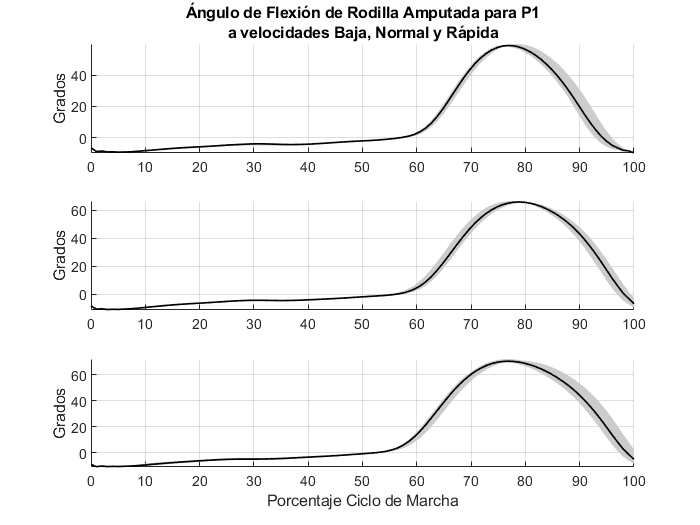 Ángulo de Flexión de Rodilla Amputada para P1
a velocidades Baja, Normal y Rápida
Grados
40
20
0
0 10 20 30 40 50 60 70 80 90 100
Grados
60
40
20
0
0 10 20 30 40 50 60 70 80 90 100
Grados
60
40
20
0
0 10 20 30 40 50 60 70 80 90 100
Porcentaje Ciclo de Marcha